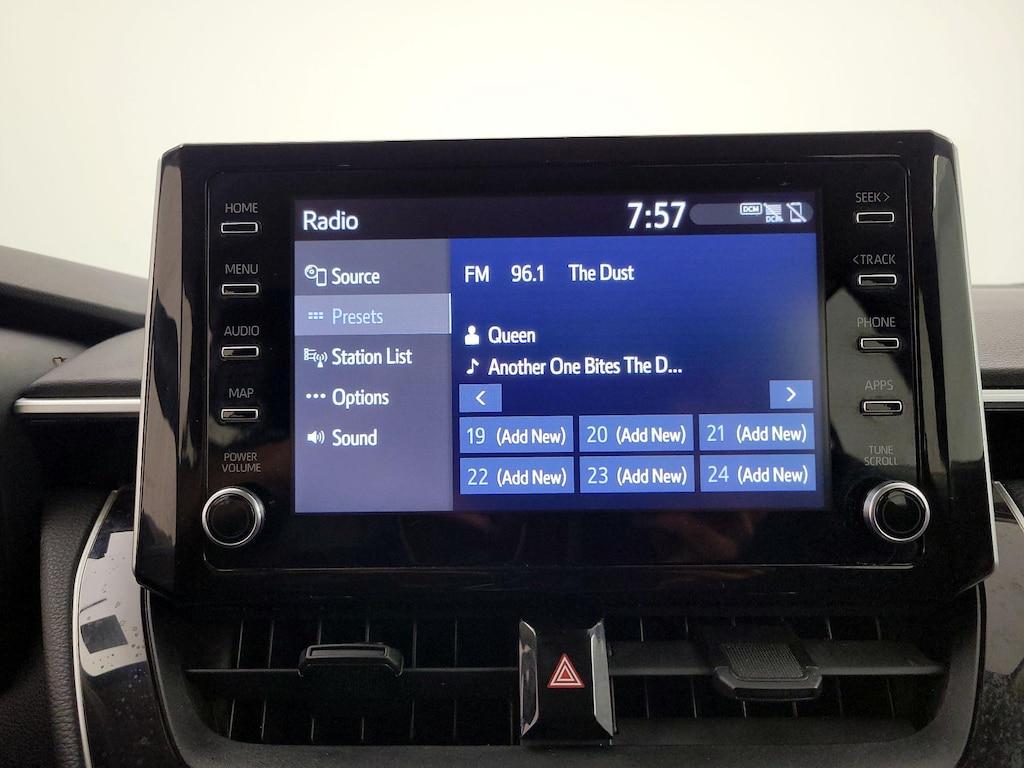 HOME
MENU
AUDIO
MAP
POWER
VOLUME
Radio
7:57
DCM
DCM
Source
Presets
Station List
Options
Sound
FM 96.1 The Dust
Queen
Another One Bites The D...
<
>
19 (Add New) 20 (Add New) 21 (Add New)
22 (Add New) 23 (Add New) 24 (Add New)
SEEK >
< TRACK
PHONE
APPS
TUNE
SCROLL